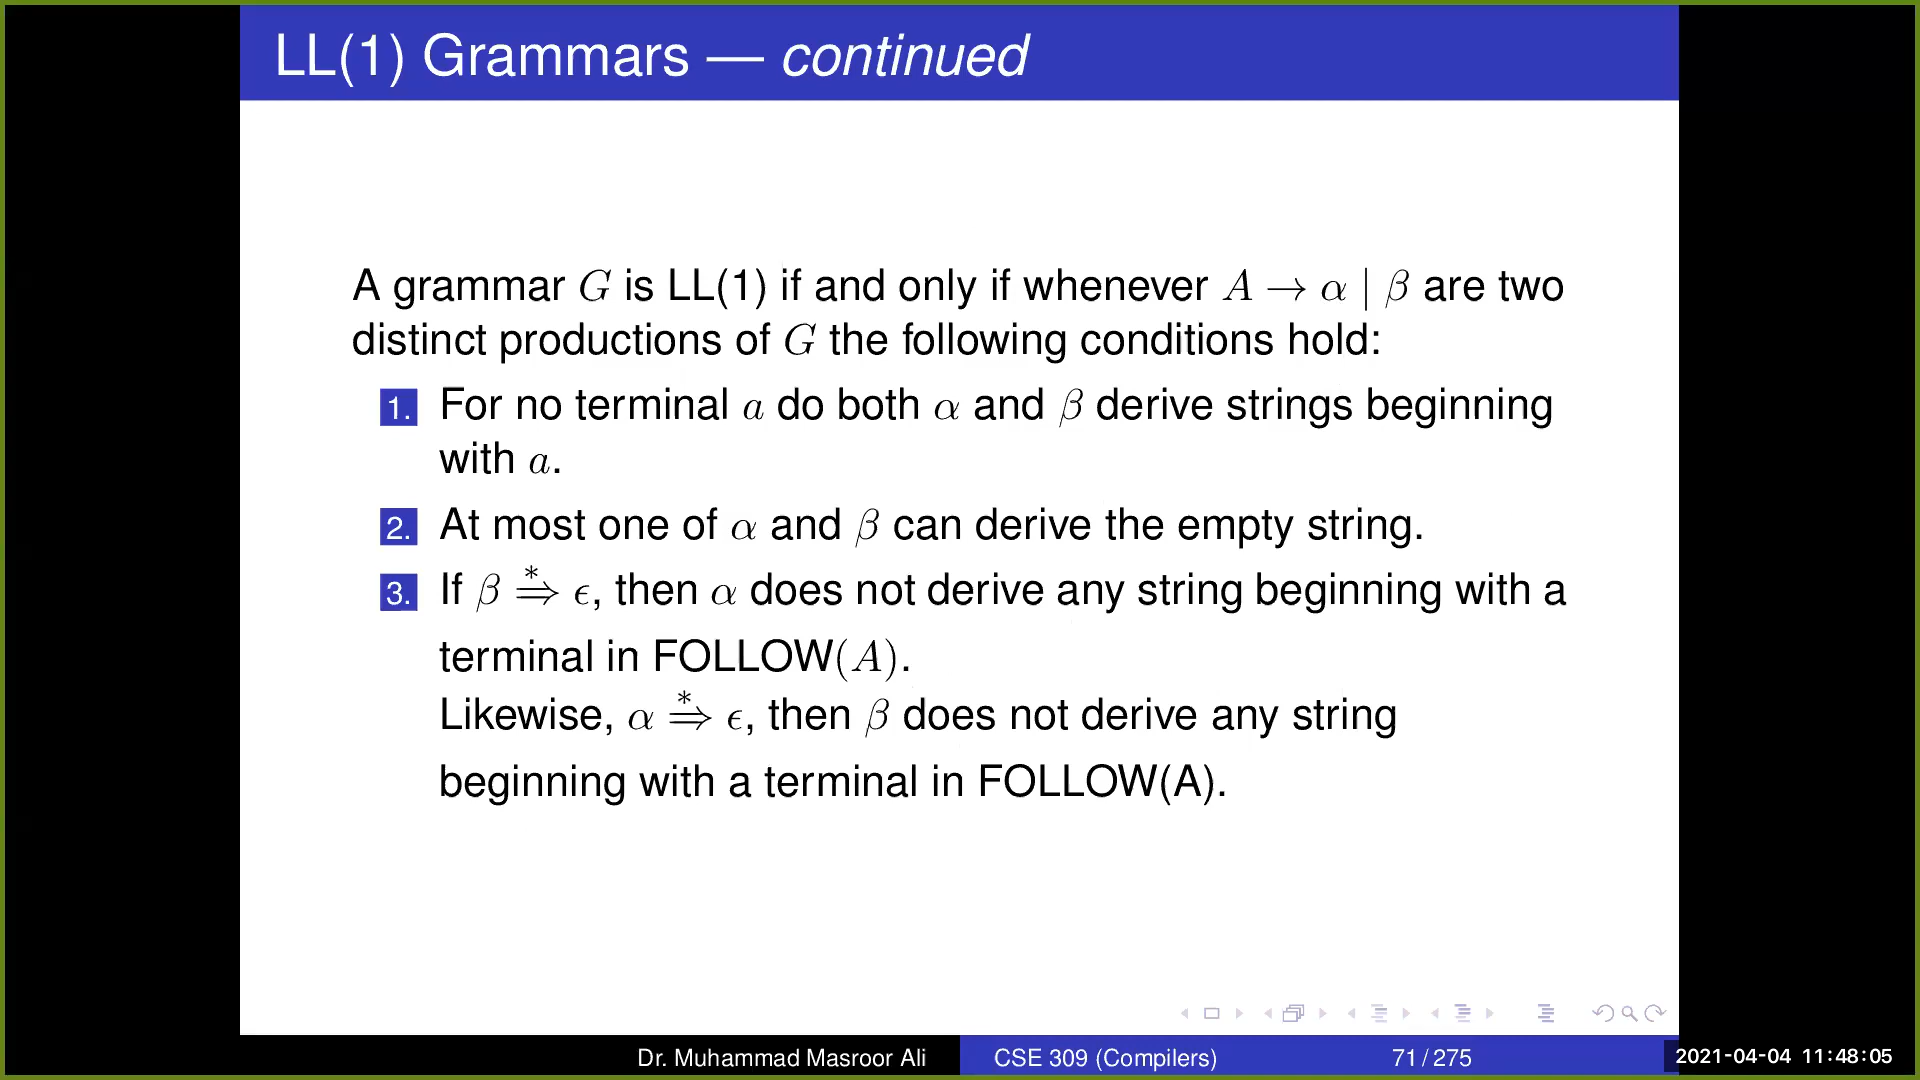 LL(1) Grammars — continued
A grammar G is LL(1) if and only if whenever A → α | β are two
distinct productions of G the following conditions hold:
1. For no terminal a do both α and β derive strings beginning
with a.
2. At most one of α and β can derive the empty string.
3. If β ⇒* ϵ, then α does not derive any string beginning with a
terminal in FOLLOW(A).
Likewise, α ⇒* ϵ, then β does not derive any string
beginning with a terminal in FOLLOW(A).
Dr. Muhammad Masroor Ali CSE 309 (Compilers) 71 / 275 2021-04-04 11:48:05